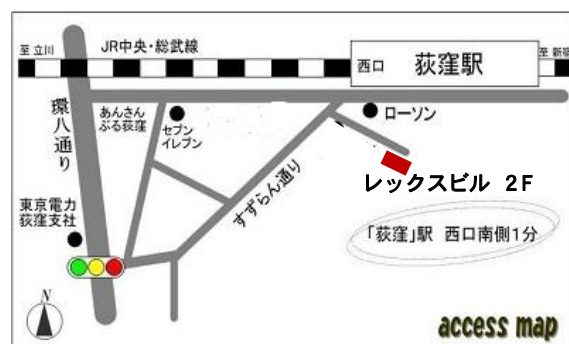 至 立川
JR中央・総武線
西口
荻窪駅
至 新宿
環八通り
あんさん
ぶる荻窪
セブン
イレブン
ローソン
すずらん通り
レックスビル 2F
東京電力
荻窪支社
「荻窪」駅 西口南側1分
N
access map